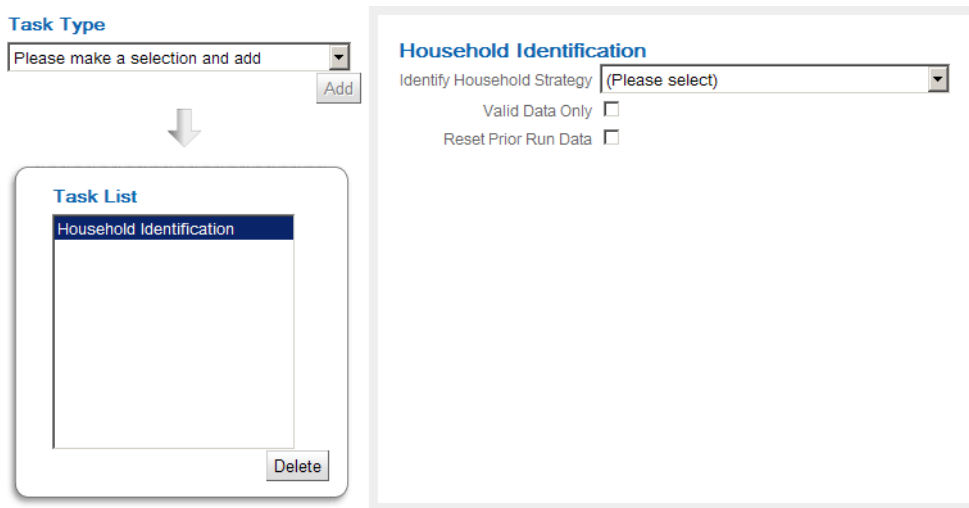 Task Type
Please make a selection and add
Add
Task List
Household Identification
Delete
Household Identification
Identify Household Strategy (Please select)
Valid Data Only
Reset Prior Run Data